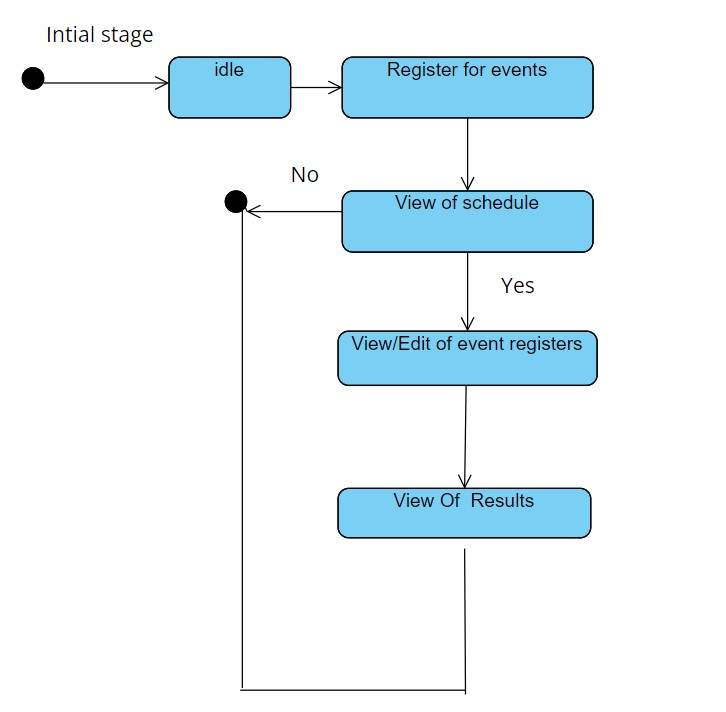 Intial stage
idle
Register for events
No
View of schedule
Yes
View/Edit of event registers
View Of  Results